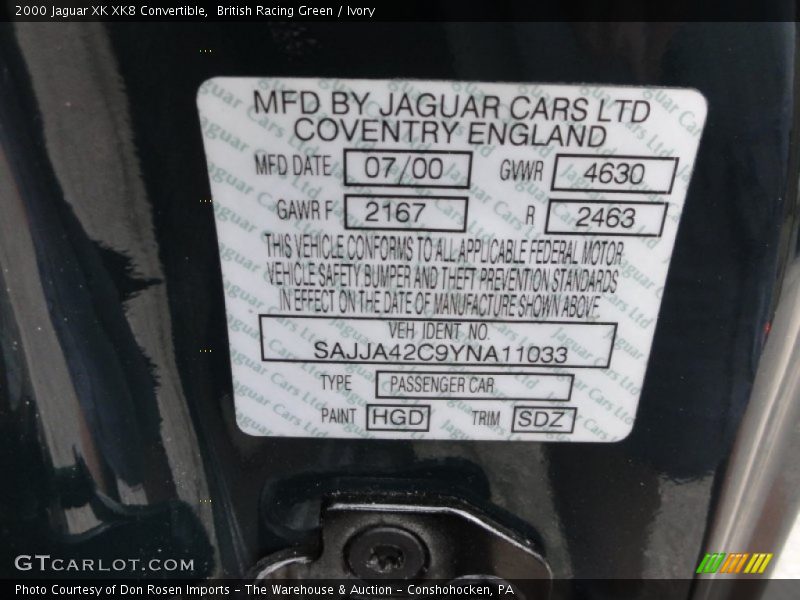 2000 Jaguar XK XK8 Convertible,  British Racing Green / Ivory
MFD BY JAGUAR CARS LTD
COVENTRY ENGLAND
MFD DATE 07/00 GVWR 4630
GAWR F 2167 R 2463
THIS VEHICLE CONFORMS TO ALL APPLICABLE FEDERAL MOTOR
VEHICLE SAFETY BUMPER AND THEFT PREVENTION STANDARDS
IN EFFECT ON THE DATE OF MANUFACTURE SHOWN ABOVE
VEH IDENT NO.
SAJJA42C9YNA11033
TYPE PASSENGER CAR
PAINT HGD TRIM SDZ
GTCARLOT.COM
Photo Courtesy of Don Rosen Imports - The Warehouse & Auction - Conshohocken, PA